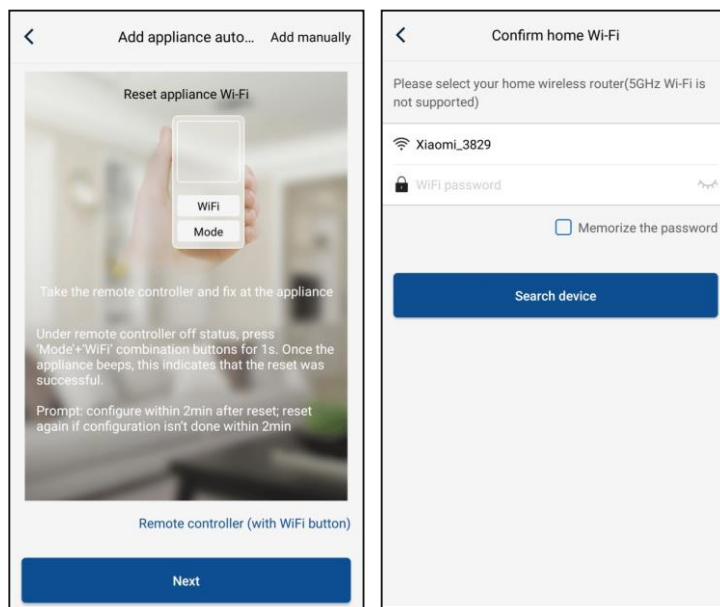 Add appliance auto... Add manually
Reset appliance Wi-Fi
WiFi
Mode
Take the remote controller and fix at the appliance
Under remote controller off status, press
'Mode'+'WiFi' combination buttons for 1s. Once the
appliance beeps, this indicates that the reset was
successful.
Prompt: configure within 2min after reset; reset
again if configuration isn't done within 2min
Remote controller (with WiFi button)
Next
Confirm home Wi-Fi
Please select your home wireless router(5GHz Wi-Fi is
not supported)
Xiaomi_3829
WiFi password
Memorize the password
Search device